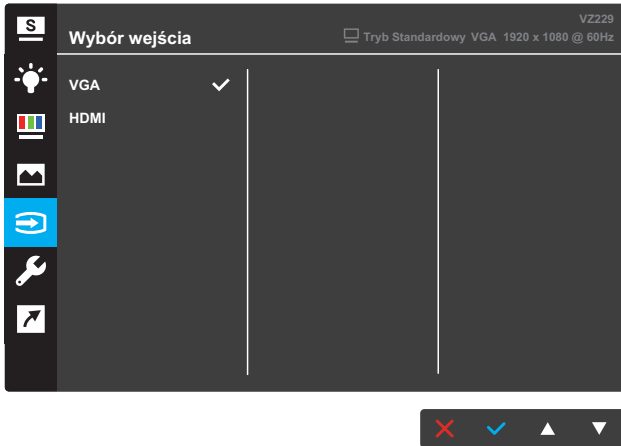 S
VZ229
Wybór wejścia
Tryb Standardowy VGA 1920 x 1080 @ 60Hz
VGA
HDMI